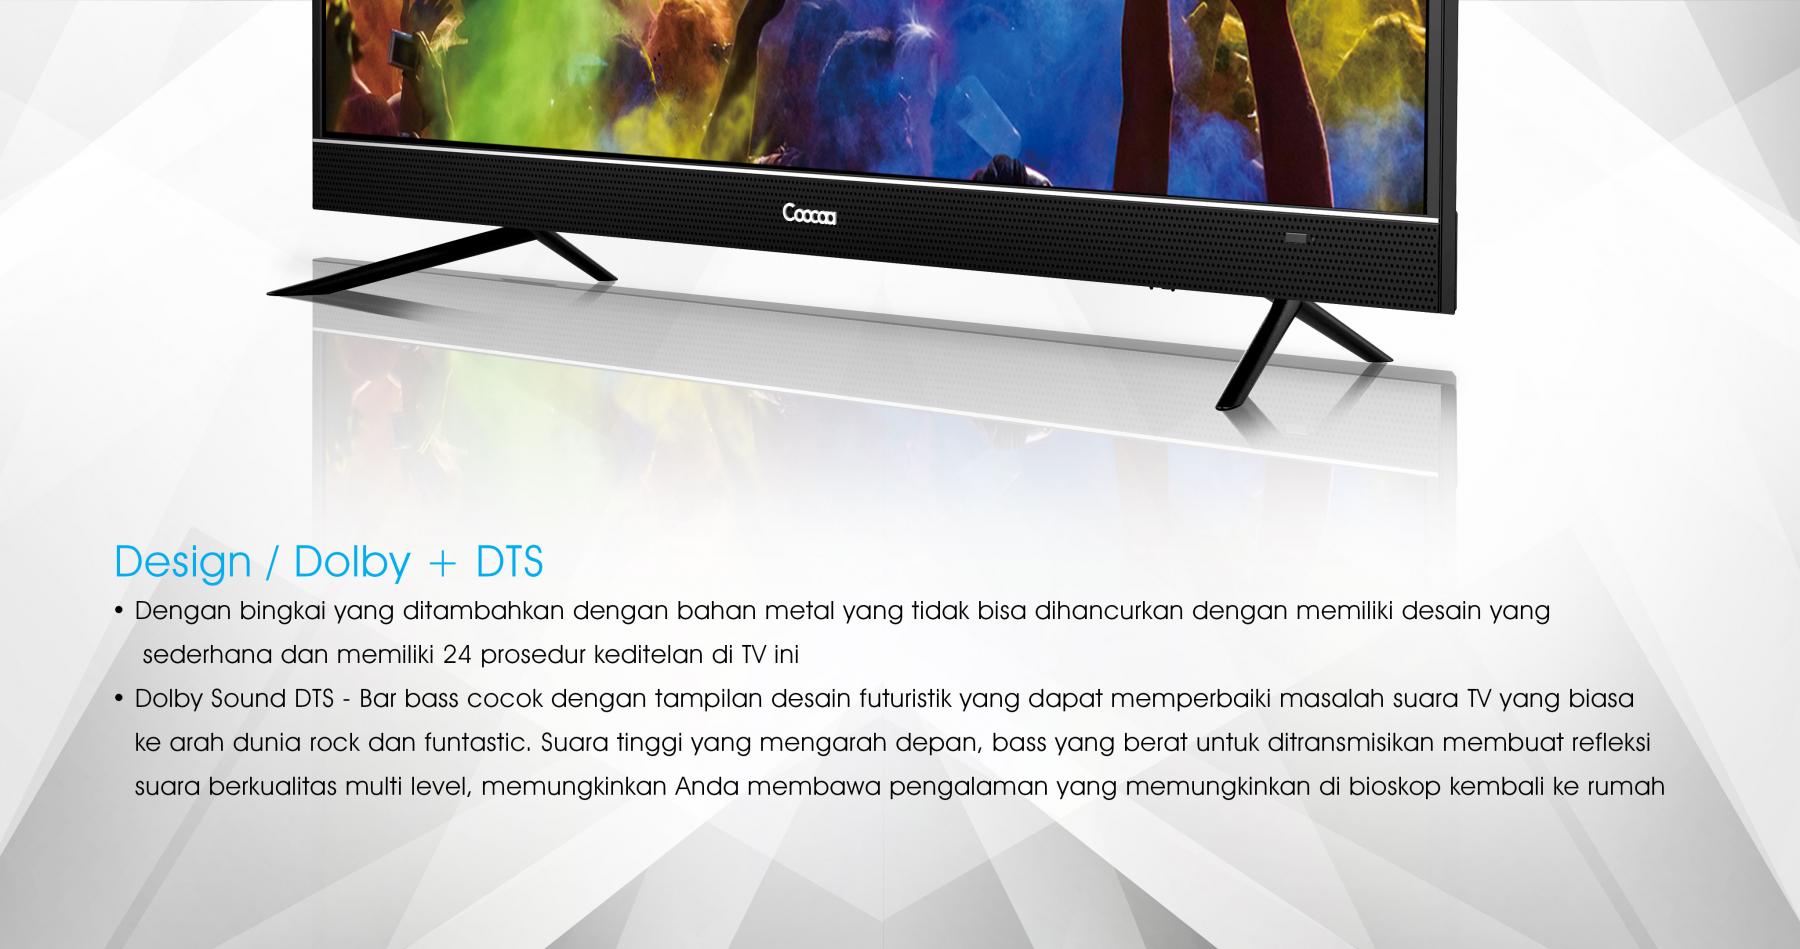 Coocaa
Design / Dolby + DTS
• Dengan bingkai yang ditambahkan dengan bahan metal yang tidak bisa dihancurkan dengan memiliki desain yang
sederhana dan memiliki 24 prosedur keditelan di TV ini
• Dolby Sound DTS - Bar bass cocok dengan tampilan desain futuristik yang dapat memperbaiki masalah suara TV yang biasa
ke arah dunia rock dan funtastic. Suara tinggi yang mengarah depan, bass yang berat untuk ditransmisikan membuat refleksi
suara berkualitas multi level, memungkinkan Anda membawa pengalaman yang memungkinkan di bioskop kembali ke rumah